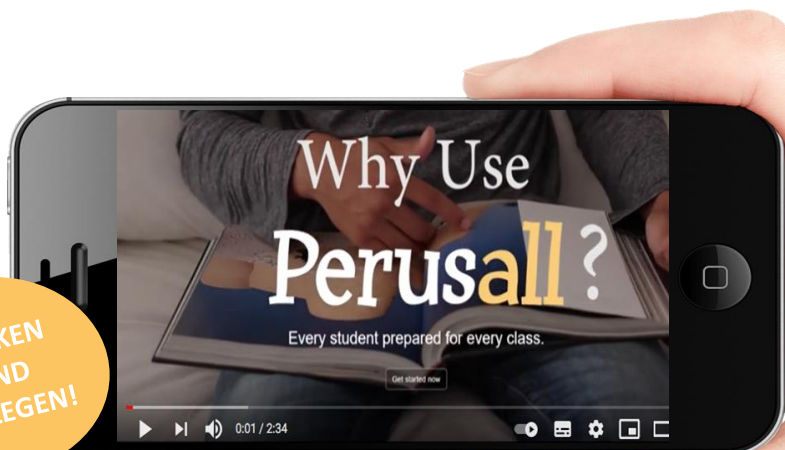 Why Use
Perusall?
Every student prepared for every class.
Get started now
0:01 / 2:34